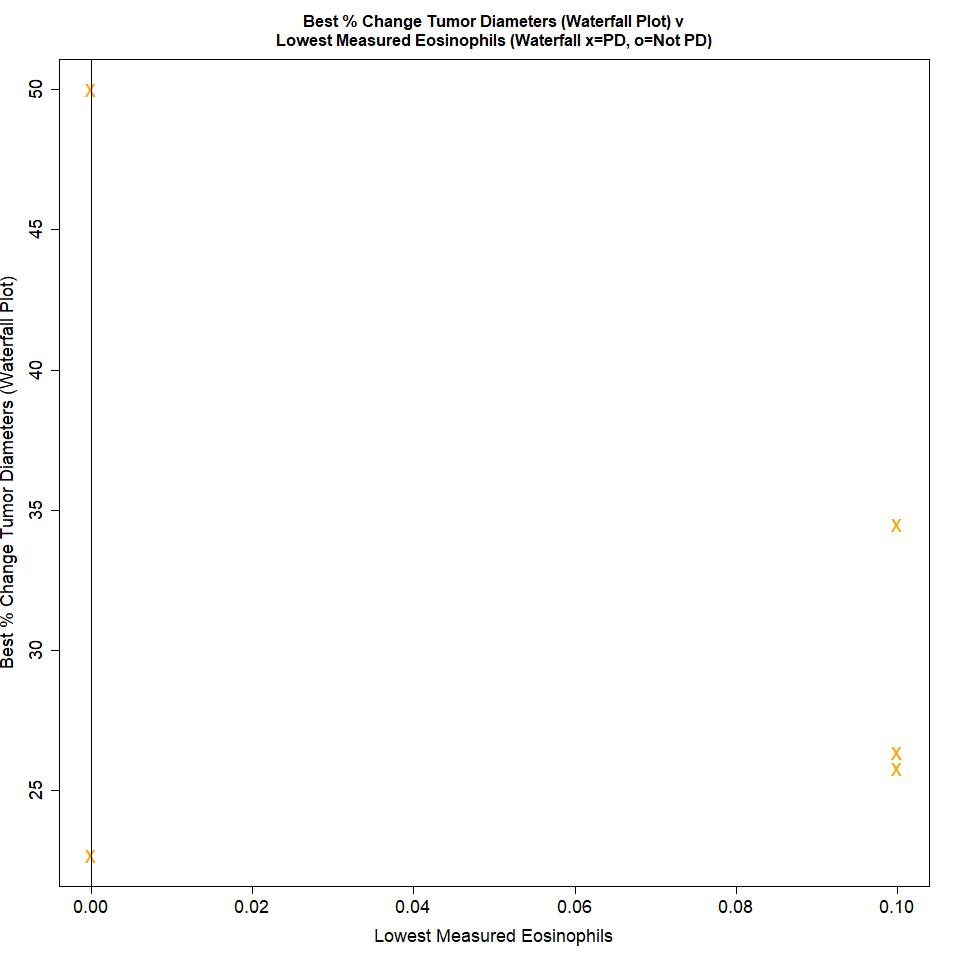 Best % Change Tumor Diameters (Waterfall Plot) v
Lowest Measured Eosinophils (Waterfall x=PD, o=Not PD)
Best % Change Tumor Diameters (Waterfall Plot)
50
45
40
35
30
25
X
X
X
X
X
0.00 0.02 0.04 0.06 0.08 0.10
Lowest Measured Eosinophils